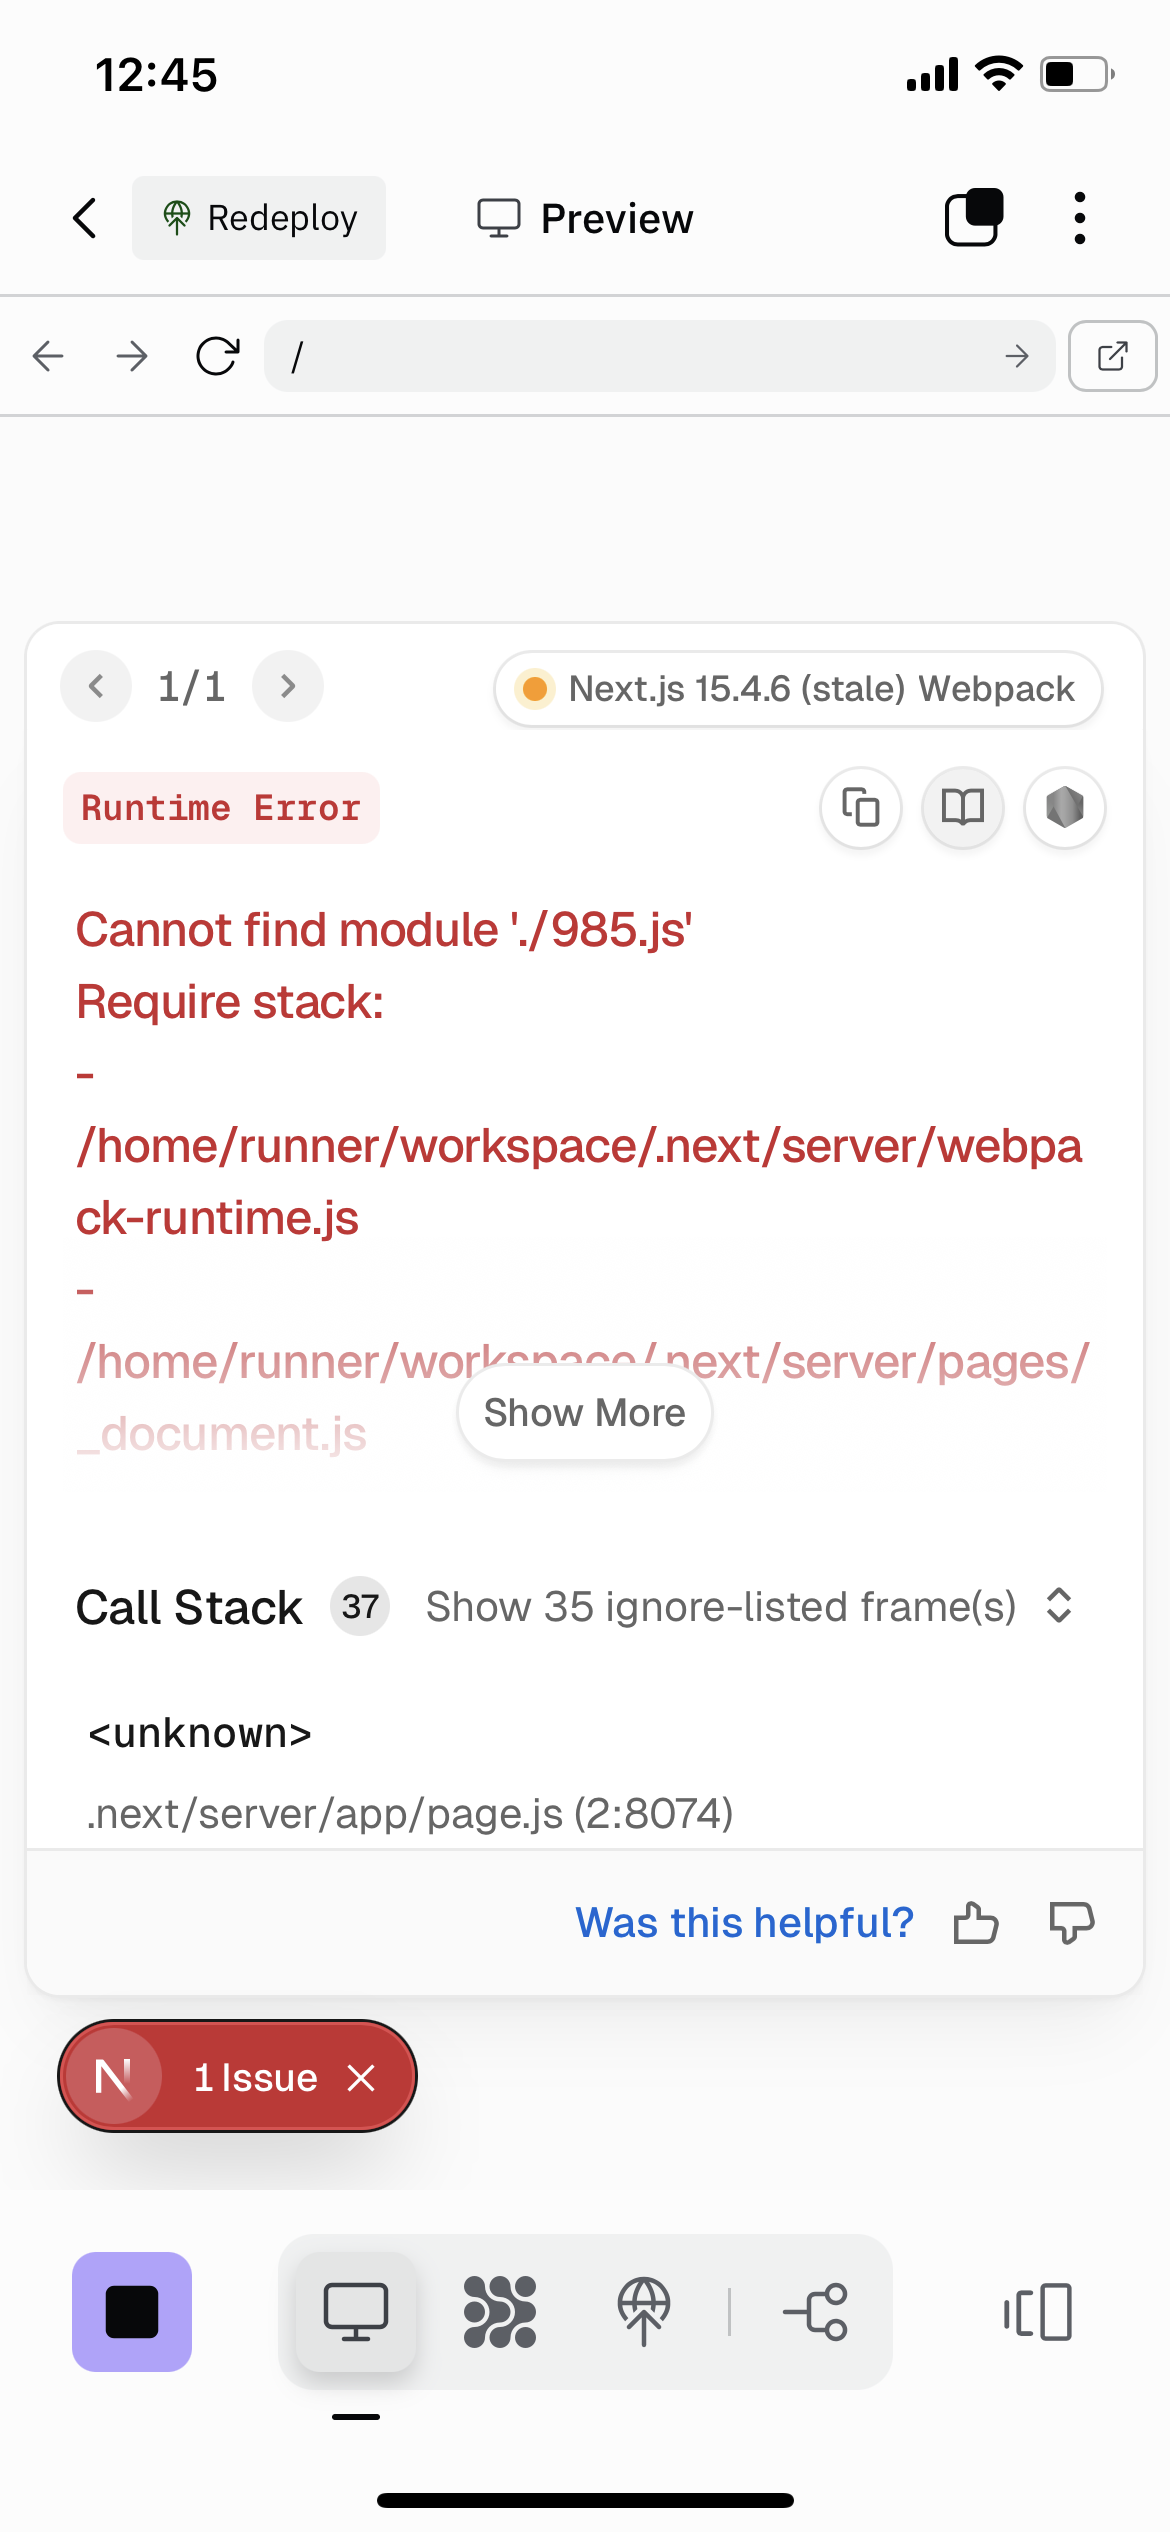 12:45
Redeploy
Preview
/
1/1
Next.js 15.4.6 (stale) Webpack
Runtime Error
Cannot find module './985.js'
Require stack:
-
/home/runner/workspace/.next/server/webpa
ck-runtime.js
-
/home/runner/workspace/.next/server/pages/
_document.js
Show More
Call Stack 37 Show 35 ignore-listed frame(s)
<unknown>
.next/server/app/page.js (2:8074)
Was this helpful?
N 1 Issue